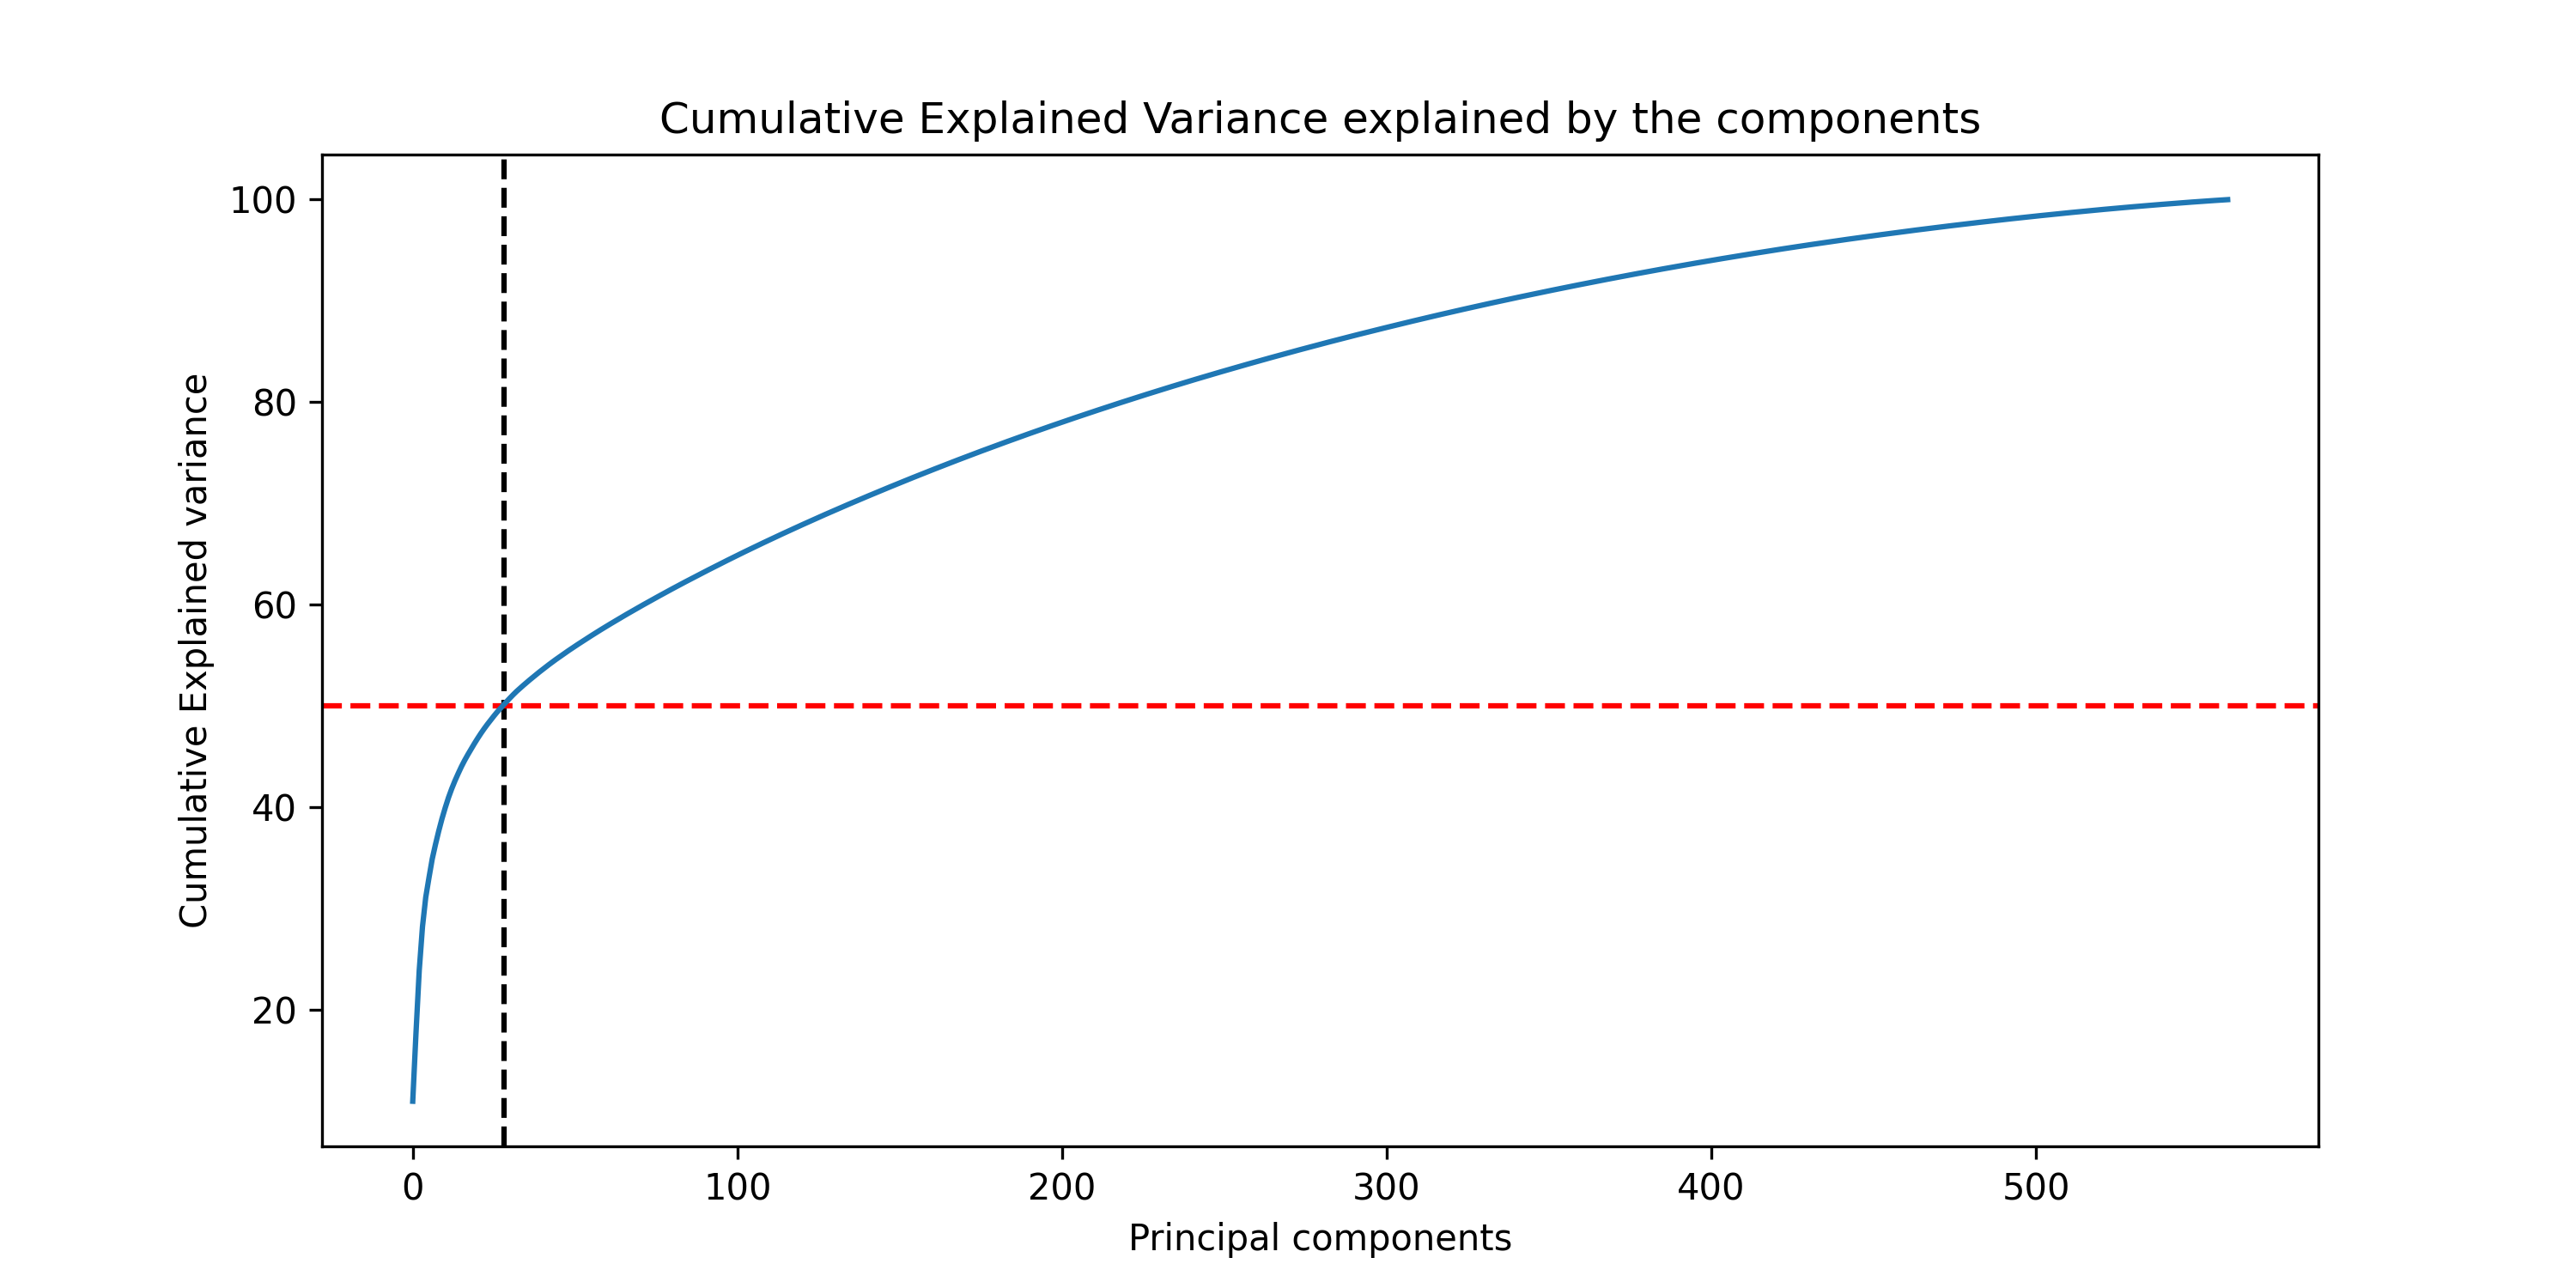 Cumulative Explained Variance explained by the components
Cumulative Explained variance
100
80
60
40
20
0 100 200 300 400 500
Principal components